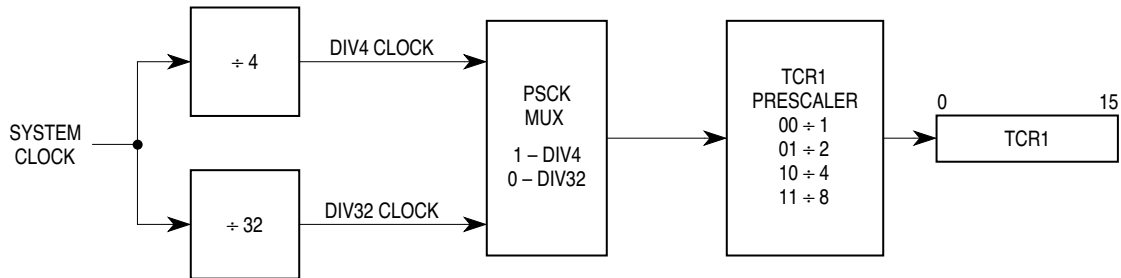 SYSTEM
CLOCK
÷ 4
÷ 32
DIV4 CLOCK
DIV32 CLOCK
PSCK
MUX
1 – DIV4
0 – DIV32
TCR1
PRESCALER
00 ÷ 1
01 ÷ 2
10 ÷ 4
11 ÷ 8
0 15
TCR1